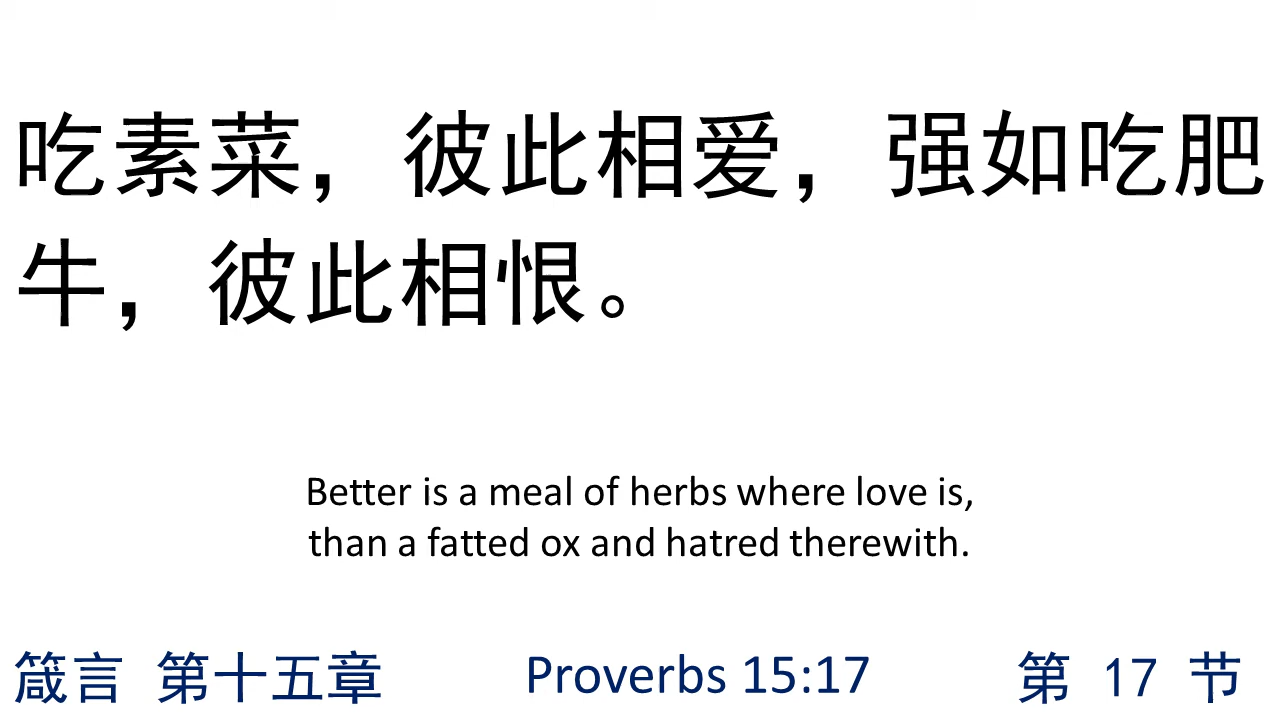 吃素菜，彼此相爱，强如吃肥
牛，彼此相恨。
Better is a meal of herbs where love is,
than a fatted ox and hatred therewith.
箴言 第十五章 Proverbs 15:17 第 17 节